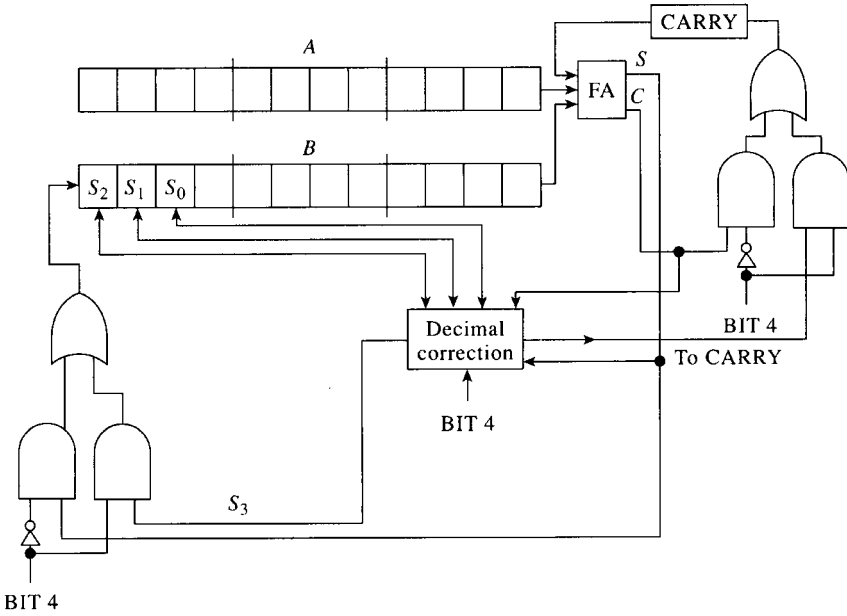 CARRY
A
S
FA
C
B
S₂ S₁ S₀
BIT 4
Decimal
correction
To CARRY
BIT 4
S₃
BIT 4